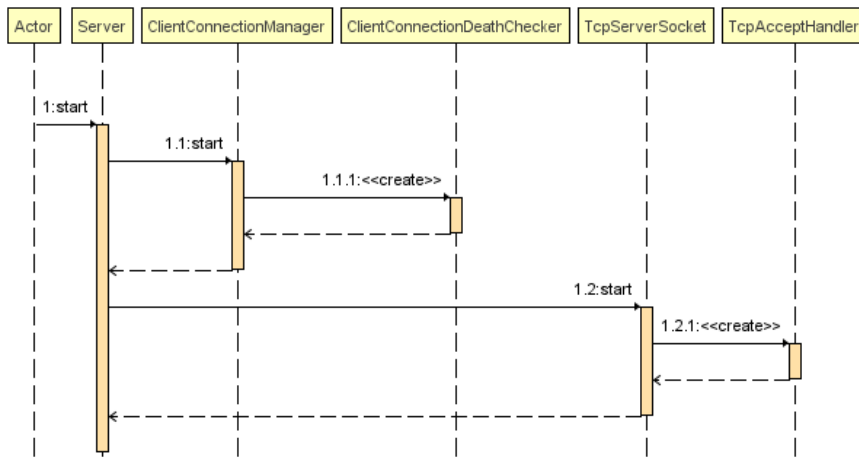 Actor Server ClientConnectionManager ClientConnectionDeathChecker TcpServerSocket TcpAcceptHandler
1:start
1.1:start
1.1.1:<<create>>
1.2:start
1.2.1:<<create>>